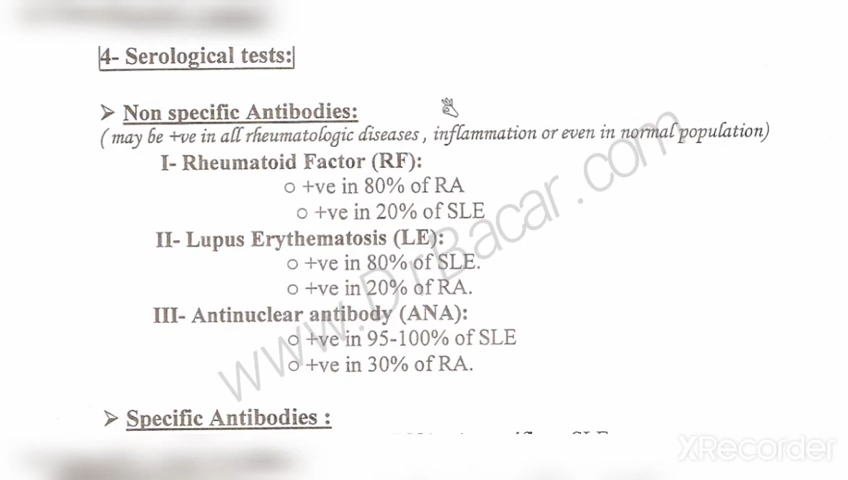 4- Serological tests:
➢ Non specific Antibodies:
( may be +ve in all rheumatologic diseases , inflammation or even in normal population)
I- Rheumatoid Factor (RF):
o +ve in 80% of RA
o +ve in 20% of SLE
II- Lupus Erythematosis (LE):
o +ve in 80% of SLE.
o +ve in 20% of RA.
III- Antinuclear antibody (ANA):
o +ve in 95-100% of SLE
o +ve in 30% of RA.
➢ Specific Antibodies :
www.DrBacar.com
XRecorder